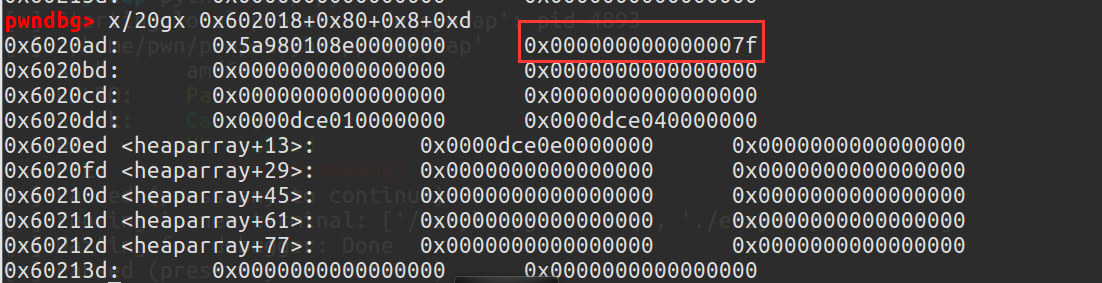 pwndbg> x/20gx 0x602018+0x80+0x8+0xd
0x6020ad: 0x5a980108e0000000 0x000000000000007f
0x6020bd: 0x0000000000000000 0x0000000000000000
0x6020cd: 0x0000000000000000 0x0000000000000000
0x6020dd: 0x0000dce010000000 0x0000dce040000000
0x6020ed <heaparray+13>: 0x0000dce0e0000000 0x0000000000000000
0x6020fd <heaparray+29>: 0x0000000000000000 0x0000000000000000
0x60210d <heaparray+45>: 0x0000000000000000 0x0000000000000000
0x60211d <heaparray+61>: 0x0000000000000000 0x0000000000000000
0x60212d <heaparray+77>: 0x0000000000000000 0x0000000000000000
0x60213d: 0x0000000000000000 0x0000000000000000